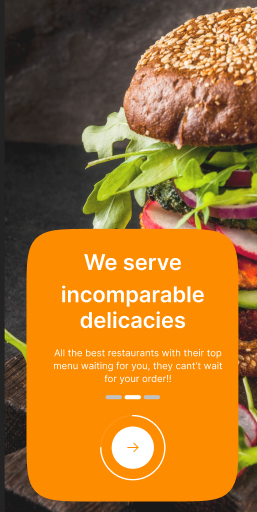 We serve
incomparable
delicacies
All the best restaurants with their top
menu waiting for you, they cant't wait
for your order!!